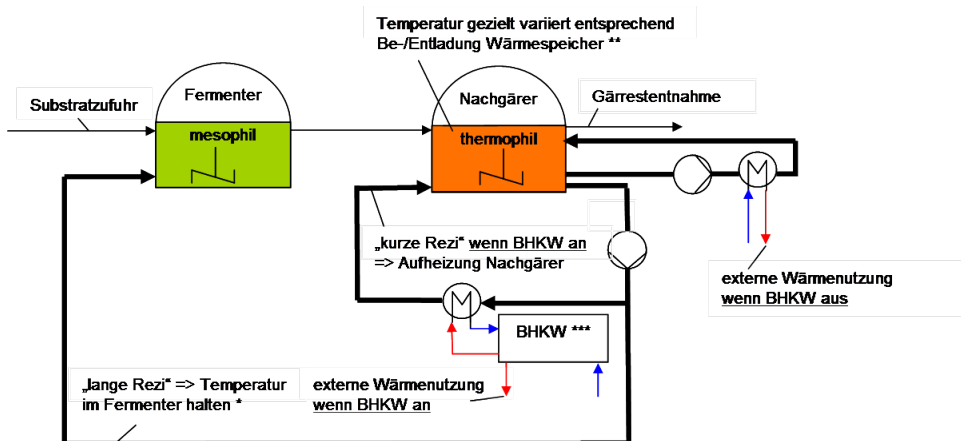 Temperatur gezielt variiert entsprechend
Be-/Entladung Wärmespeicher **
Substratzufuhr
Fermenter
Nachgärer
Gärrestentnahme
mesophil
thermophil
„kurze Rezi“ wenn BHKW an
=> Aufheizung Nachgärer
externe Wärmenutzung
wenn BHKW aus
BHKW ***
„lange Rezi“ => Temperatur
im Fermenter halten *
externe Wärmenutzung
wenn BHKW an